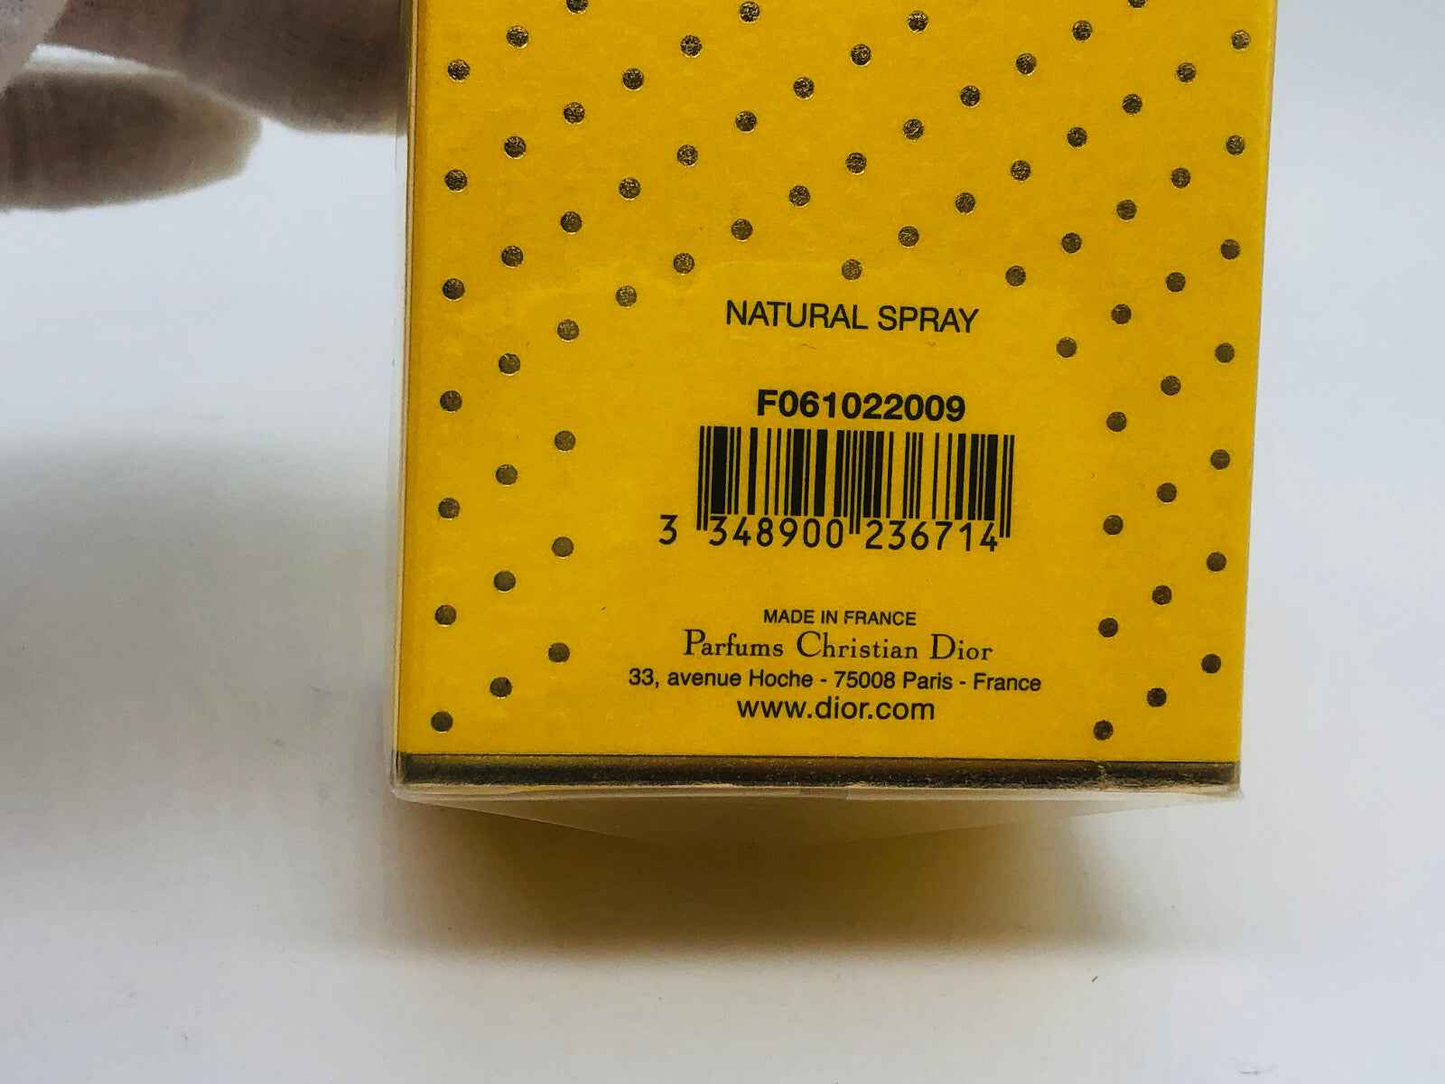 NATURAL SPRAY
F061022009
3 348900 236714
MADE IN FRANCE
Parfums Christian Dior
33, avenue Hoche - 75008 Paris - France
www.dior.com